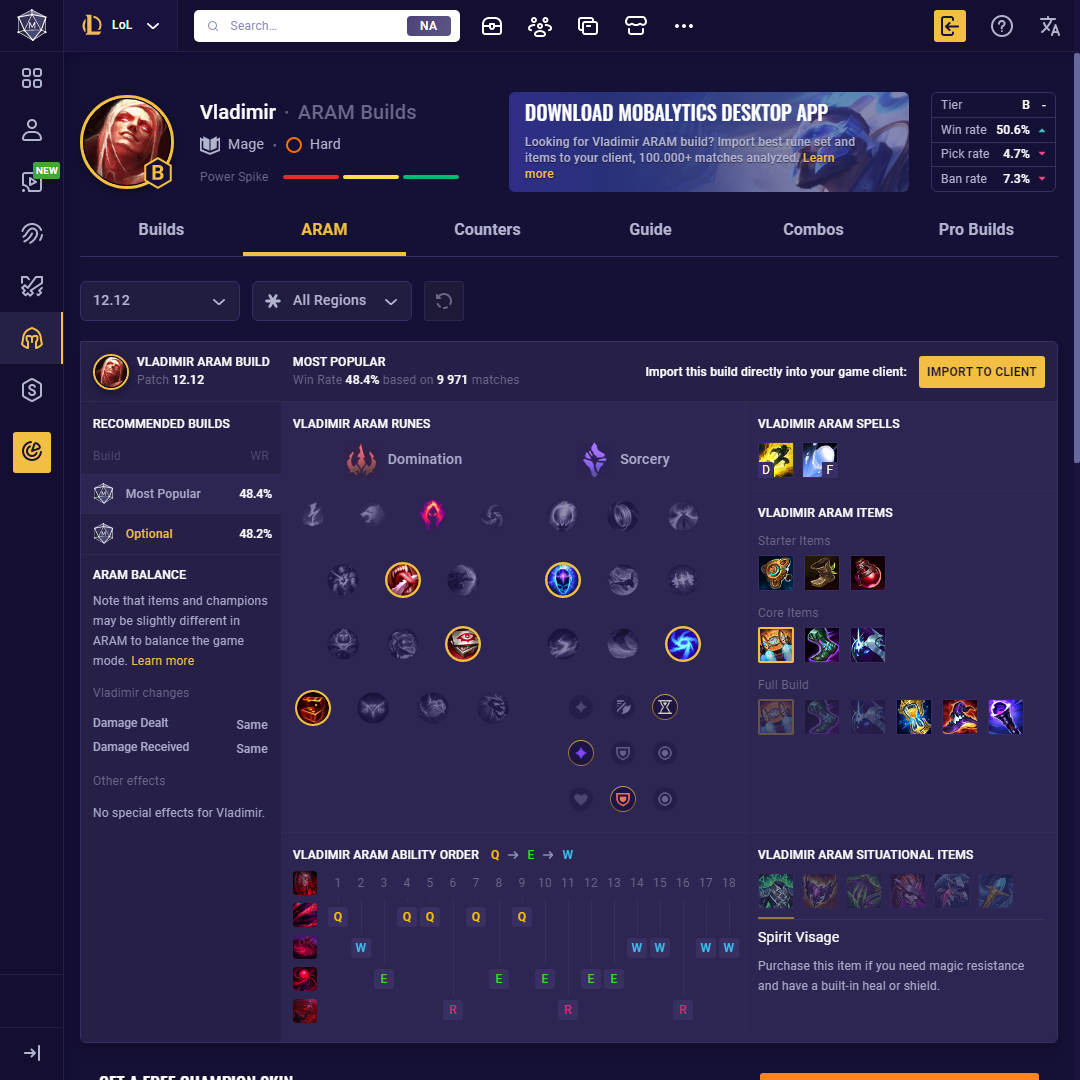 LoL
Search...
NA
NEW
Vladimir · ARAM Builds
Mage · Hard
Power Spike
B
DOWNLOAD MOBALYTICS DESKTOP APP
Looking for Vladimir ARAM build? Import best rune set and
items to your client, 100.000+ matches analyzed. Learn
more
Tier B -
Win rate 50.6%
Pick rate 4.7%
Ban rate 7.3%
Builds
ARAM
Counters
Guide
Combos
Pro Builds
12.12
All Regions
VLADIMIR ARAM BUILD
Patch 12.12
MOST POPULAR
Win Rate 48.4% based on 9 971 matches
Import this build directly into your game client:
IMPORT TO CLIENT
RECOMMENDED BUILDS
Build WR
Most Popular 48.4%
Optional 48.2%
ARAM BALANCE
Note that items and champions
may be slightly different in
ARAM to balance the game
mode. Learn more
Vladimir changes
Damage Dealt Same
Damage Received Same
Other effects
No special effects for Vladimir.
VLADIMIR ARAM RUNES
Domination
Sorcery
VLADIMIR ARAM SPELLS
D F
VLADIMIR ARAM ITEMS
Starter Items
Core Items
Full Build
VLADIMIR ARAM ABILITY ORDER Q → E → W
1 2 3 4 5 6 7 8 9 10 11 12 13 14 15 16 17 18
Q Q Q Q Q
W W W W W
E E E E E
R R R
VLADIMIR ARAM SITUATIONAL ITEMS
Spirit Visage
Purchase this item if you need magic resistance
and have a built-in heal or shield.
GET A FREE CHAMPION SKIN